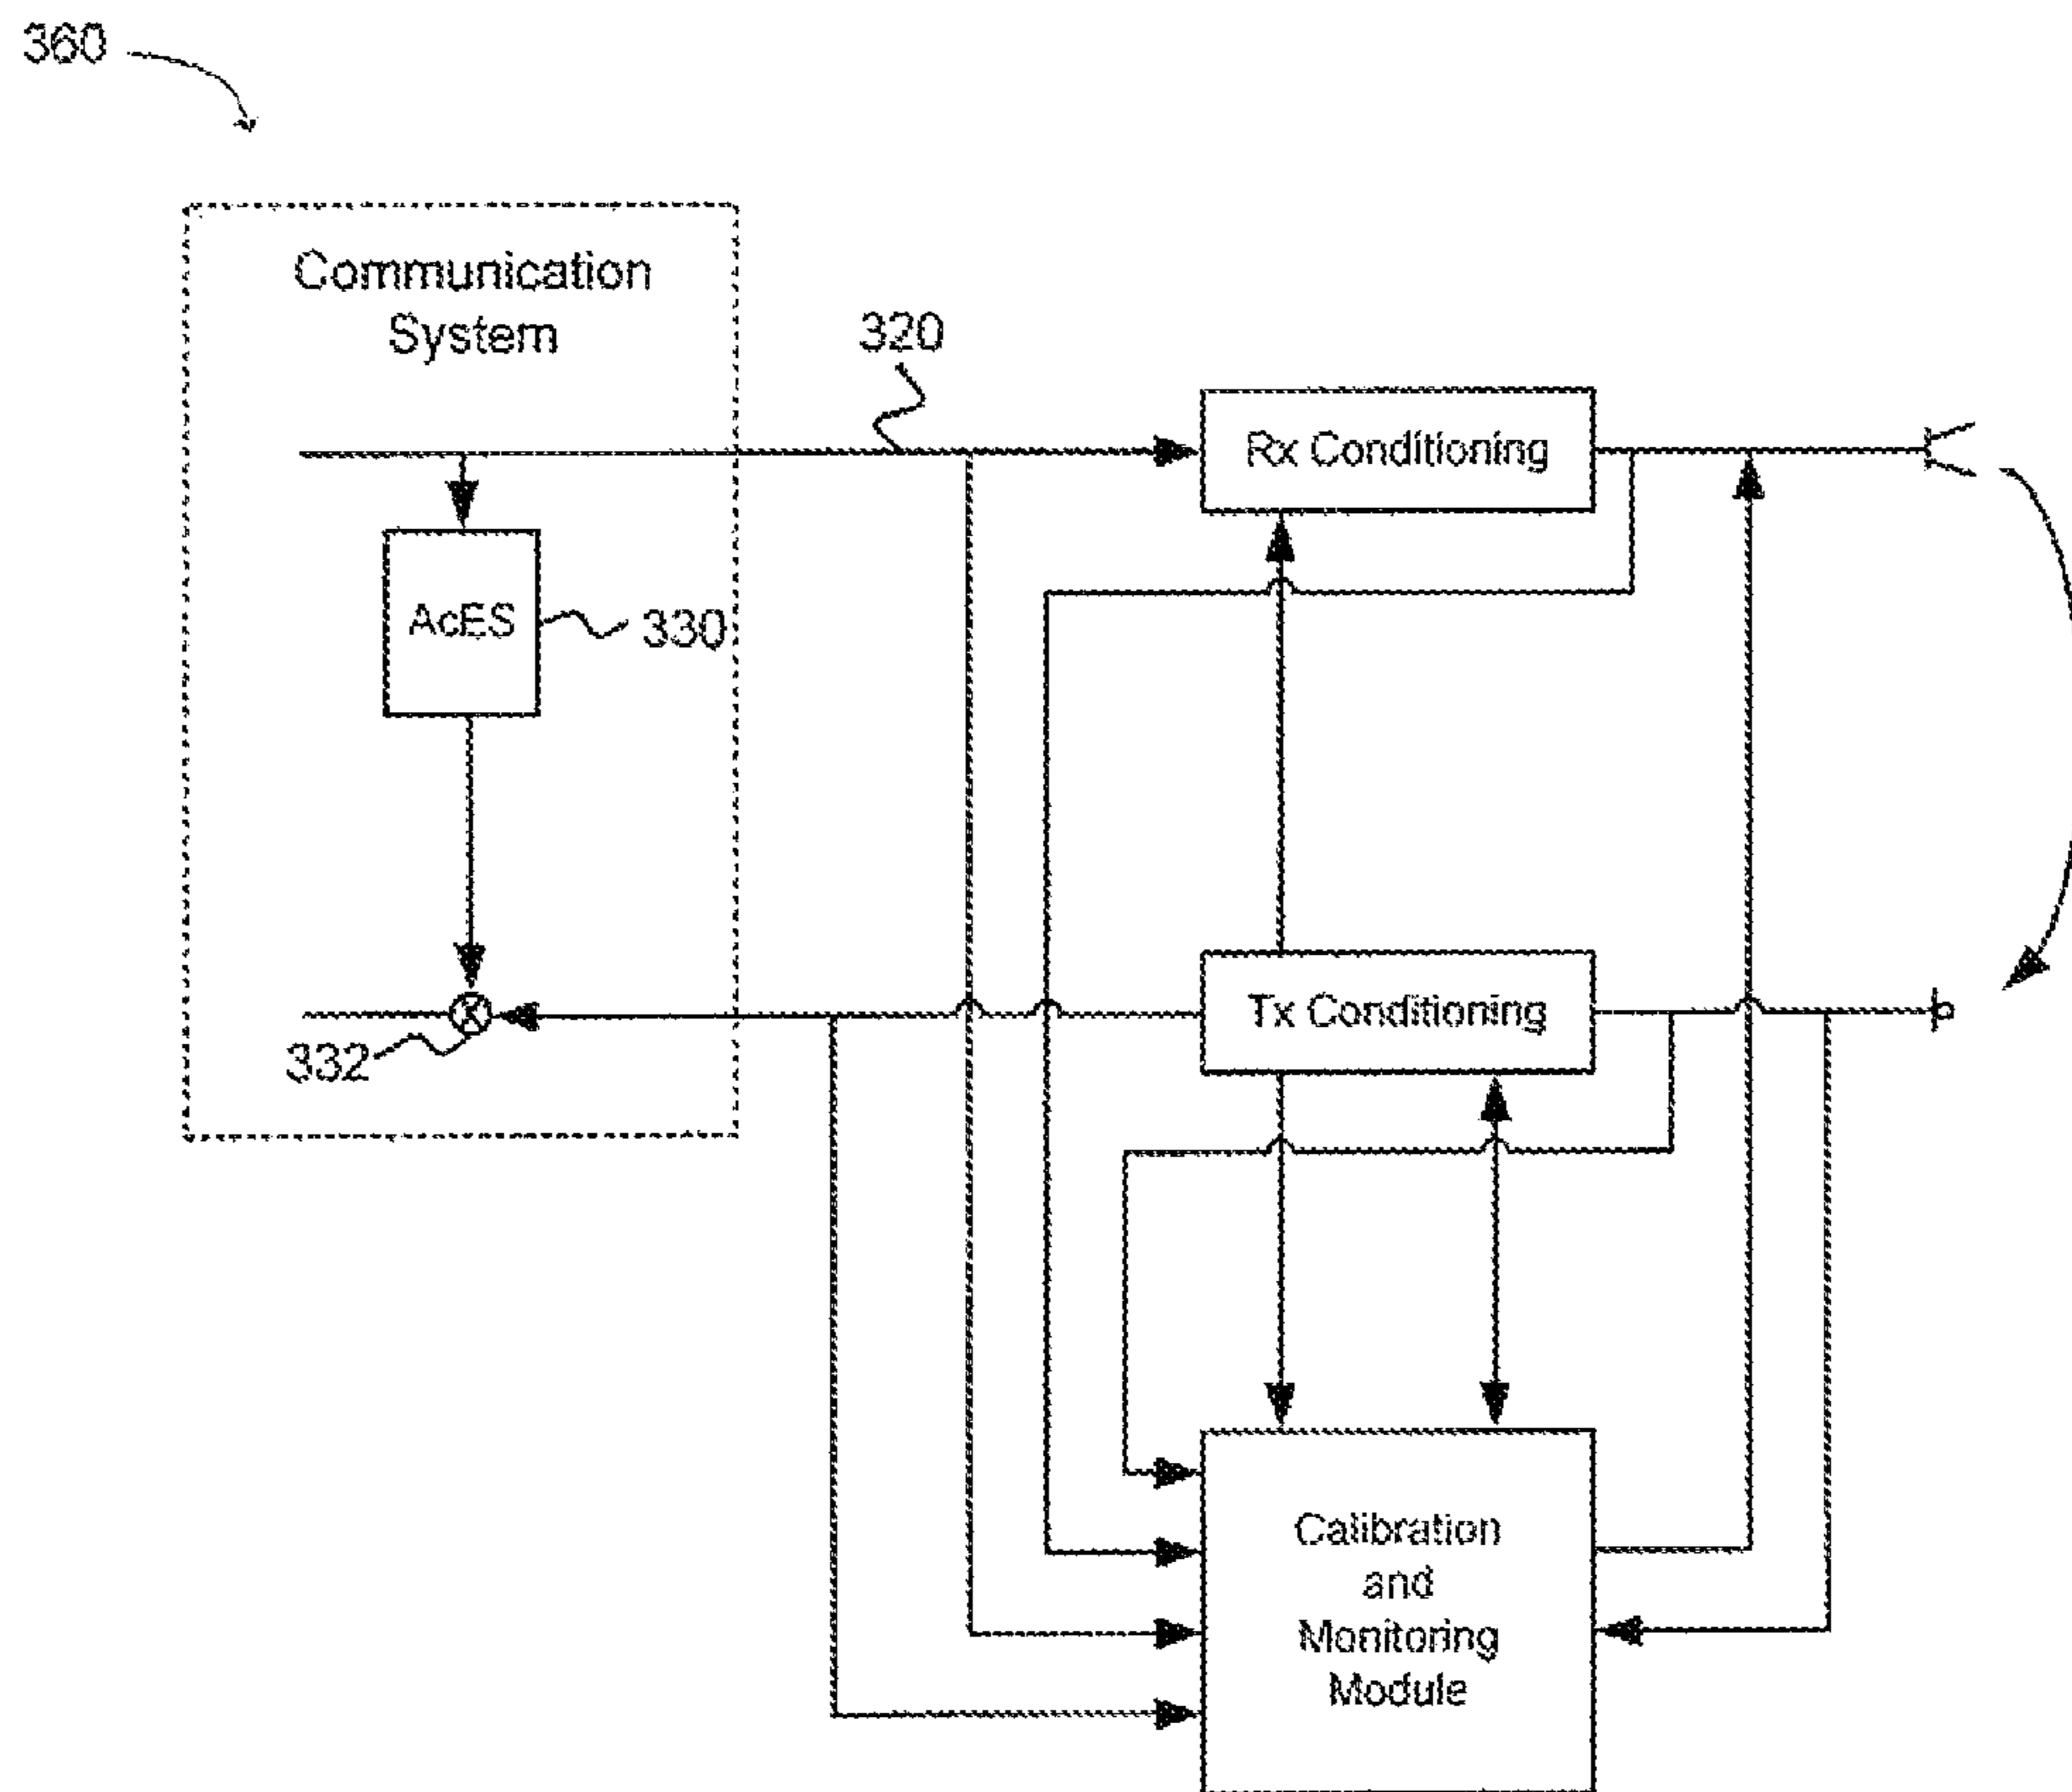 360
Communication
System
320
Rx Conditioning
AcES
330
Tx Conditioning
332
Calibration
and
Monitoring
Module